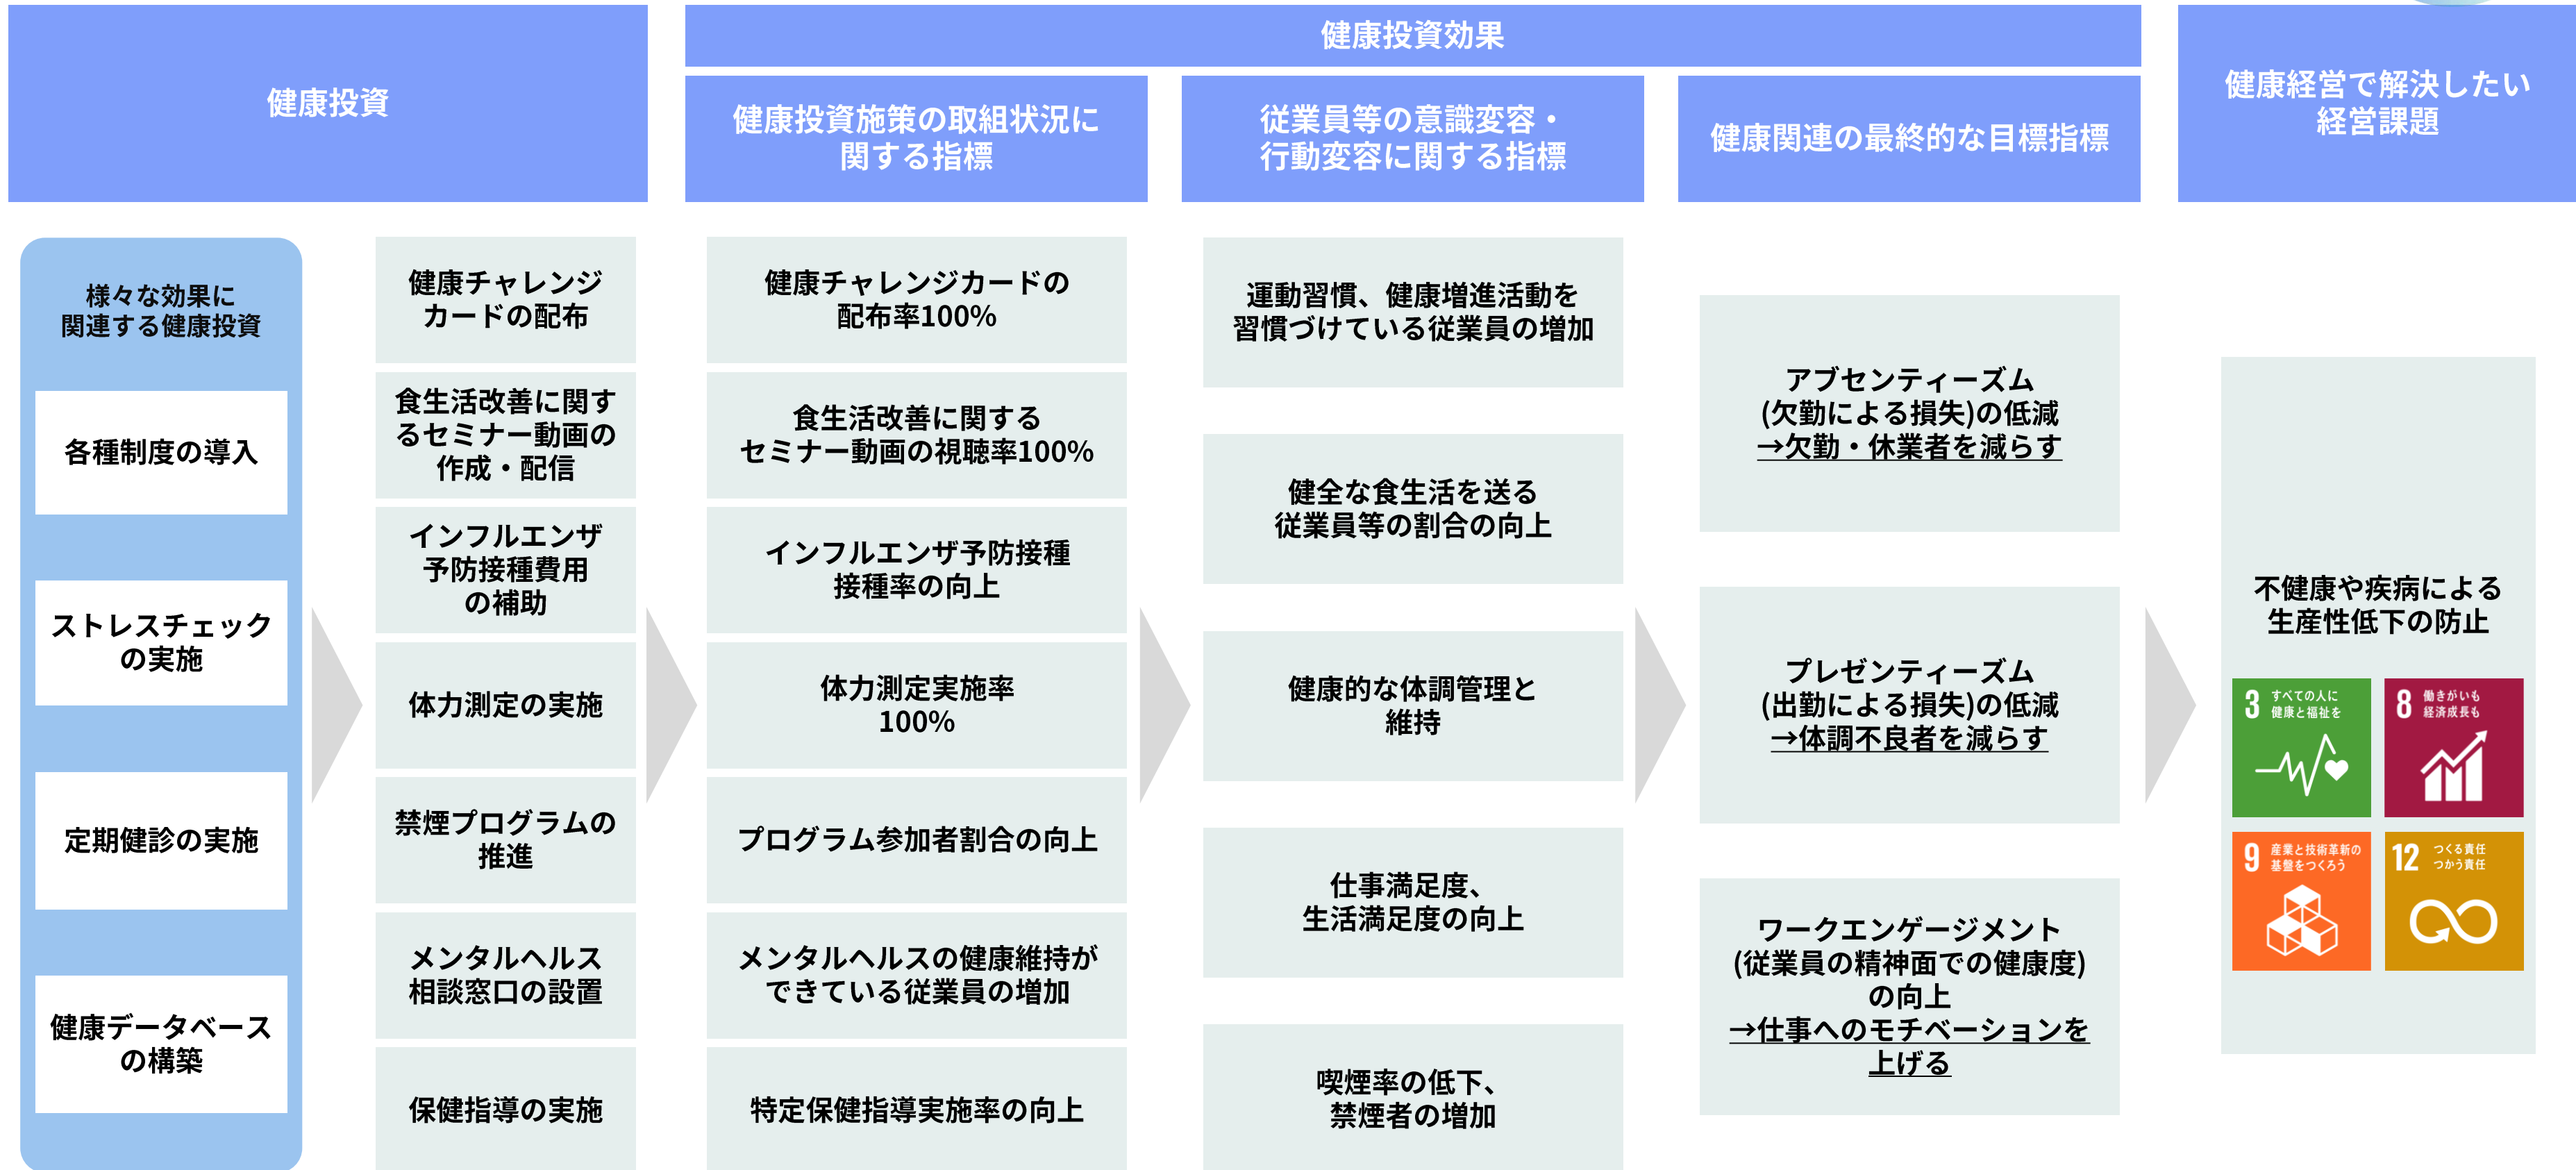 健康投資
健康投資効果
健康投資施策の取組状況に
関する指標
従業員等の意識変容・
行動変容に関する指標
健康関連の最終的な目標指標
健康経営で解決したい
経営課題
様々な効果に
関連する健康投資
各種制度の導入
ストレスチェック
の実施
定期健診の実施
健康データベース
の構築
健康チャレンジ
カードの配布
食生活改善に関す
るセミナー動画の
作成・配信
インフルエンザ
予防接種費用
の補助
体力測定の実施
禁煙プログラムの
推進
メンタルヘルス
相談窓口の設置
保健指導の実施
健康チャレンジカードの
配布率100%
食生活改善に関する
セミナー動画の視聴率100%
インフルエンザ予防接種
接種率の向上
体力測定実施率
100%
プログラム参加者割合の向上
メンタルヘルスの健康維持が
できている従業員の増加
特定保健指導実施率の向上
運動習慣、健康増進活動を
習慣づけている従業員の増加
健全な食生活を送る
従業員等の割合の向上
健康的な体調管理と
維持
仕事満足度、
生活満足度の向上
喫煙率の低下、
禁煙者の増加
アブセンティーズム
(欠勤による損失)の低減
→欠勤・休業者を減らす
プレゼンティーズム
(出勤による損失)の低減
→体調不良者を減らす
ワークエンゲージメント
(従業員の精神面での健康度)
の向上
→仕事へのモチベーションを
上げる
不健康や疾病による
生産性低下の防止
3 すべての人に
健康と福祉を
8 働きがいも
経済成長も
9 産業と技術革新の
基盤をつくろう
12 つくる責任
つかう責任